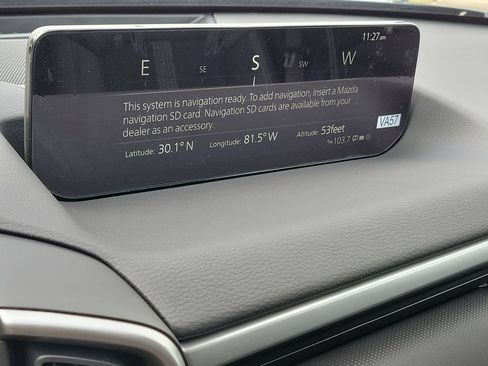 11:27am
E SE S SW W
This system is navigation ready. To add navigation, insert a Mazda
navigation SD card. Navigation SD cards are available from your
dealer as an accessory.
Latitude: 30.1° N Longitude: 81.5° W Altitude: 53feet
VA57
103.7